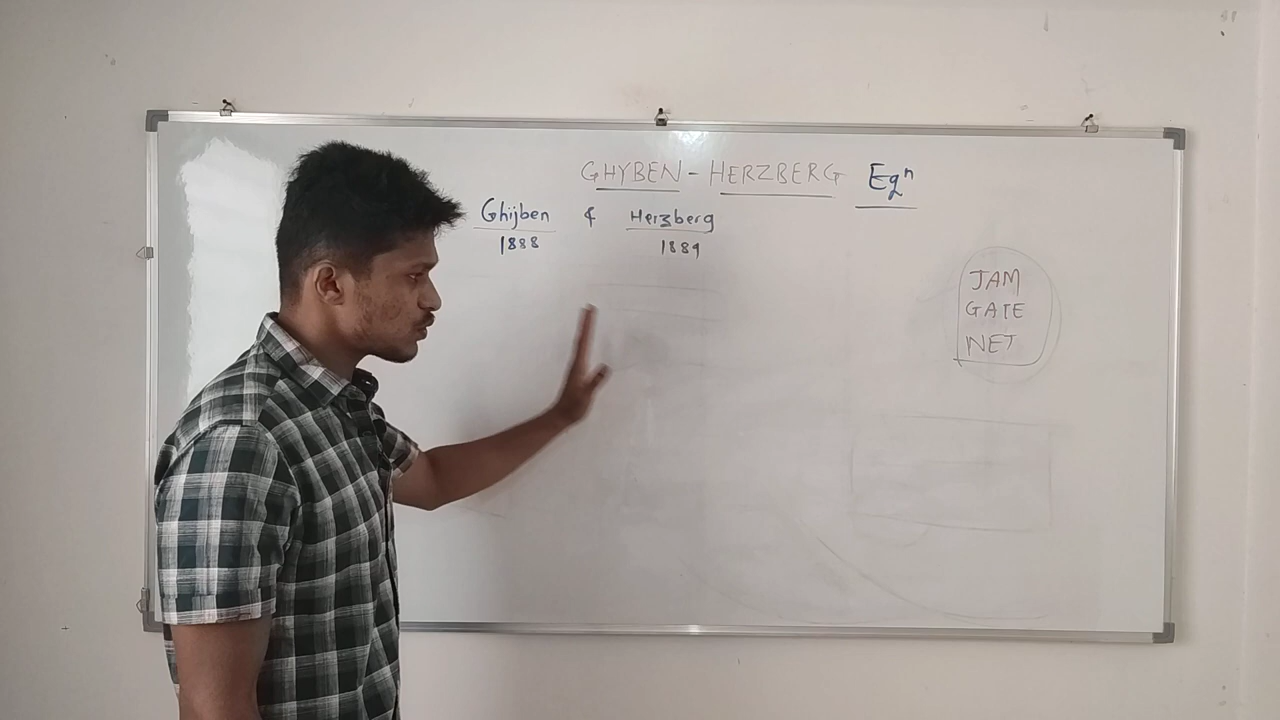 GHYBEN - HERZBERG Eqⁿ
Ghijben & Herzberg
1888 1889
JAM
GATE
NET